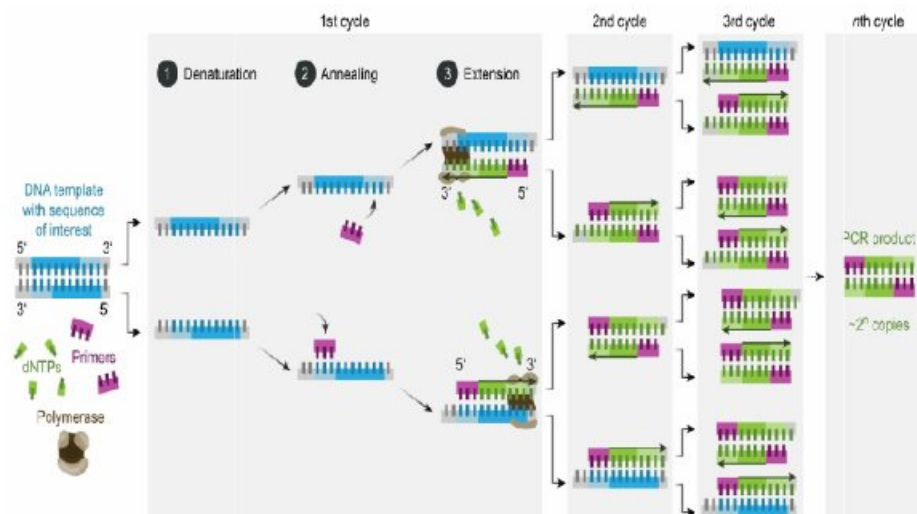 1st cycle
2nd cycle
3rd cycle
nth cycle
1 Denaturation
2 Annealing
3 Extension
3' 5'
DNA template
with sequence
of interest
5' 3'
3' 5'
Primers
dNTPs
Polymerase
5' 3'
PCR product
~2ⁿ copies